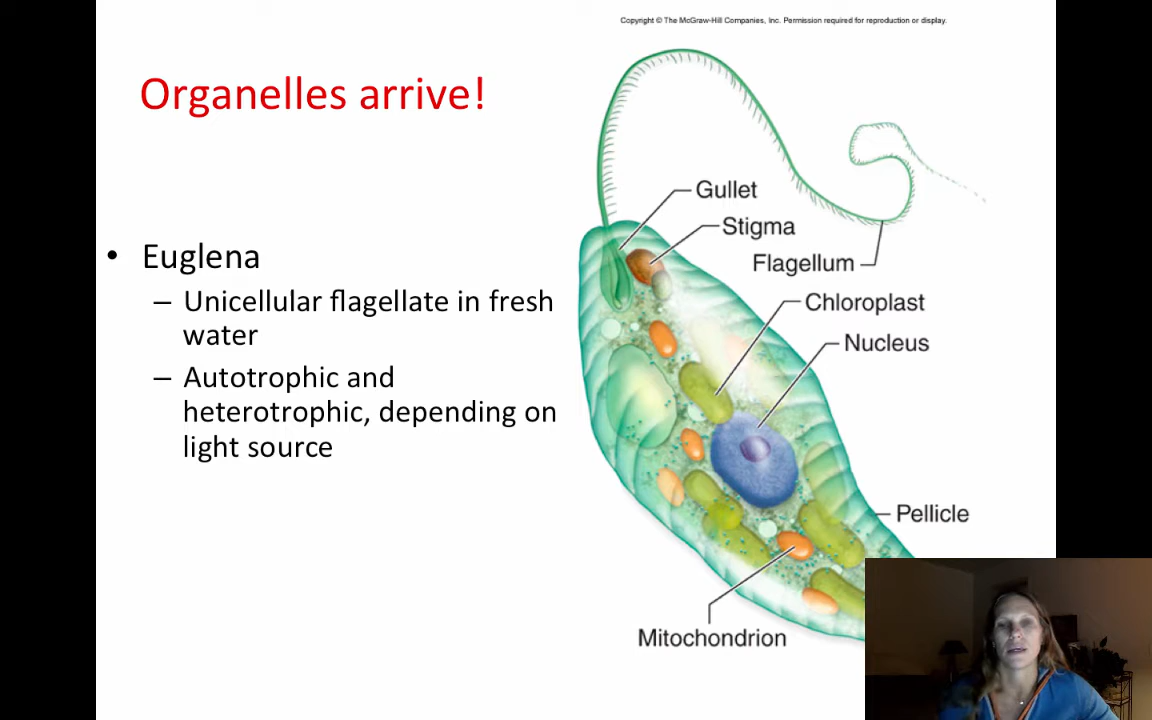 Copyright © The McGraw-Hill Companies, Inc. Permission required for reproduction or display.
Organelles arrive!
• Euglena
– Unicellular flagellate in fresh
water
– Autotrophic and
heterotrophic, depending on
light source
Gullet
Stigma
Flagellum
Chloroplast
Nucleus
Pellicle
Mitochondrion